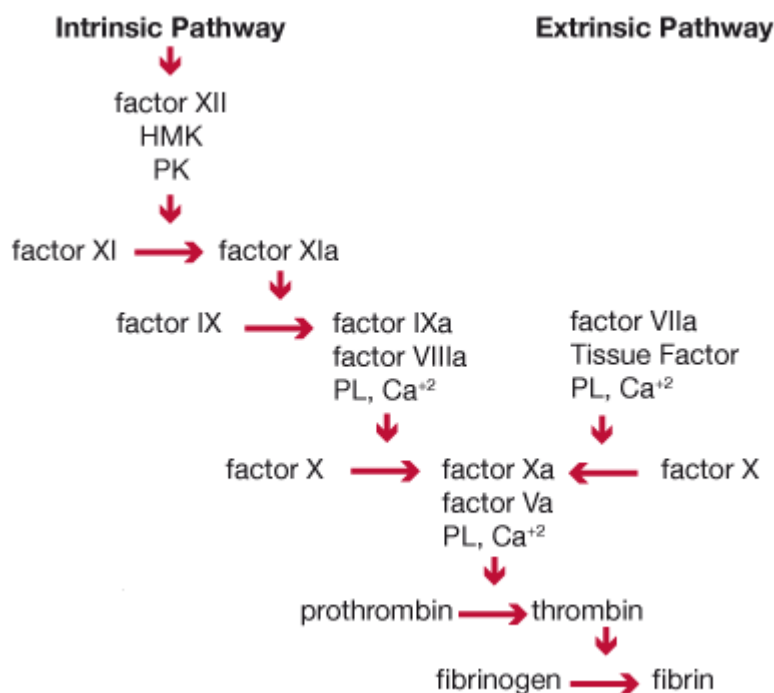 Intrinsic Pathway Extrinsic Pathway
factor XII
HMK
PK
factor XI factor XIa
factor IX factor IXa factor VIIa
factor VIIIa Tissue Factor
PL, Ca⁺² PL, Ca⁺²
factor X factor Xa factor X
factor Va
PL, Ca⁺²
prothrombin thrombin
fibrinogen fibrin